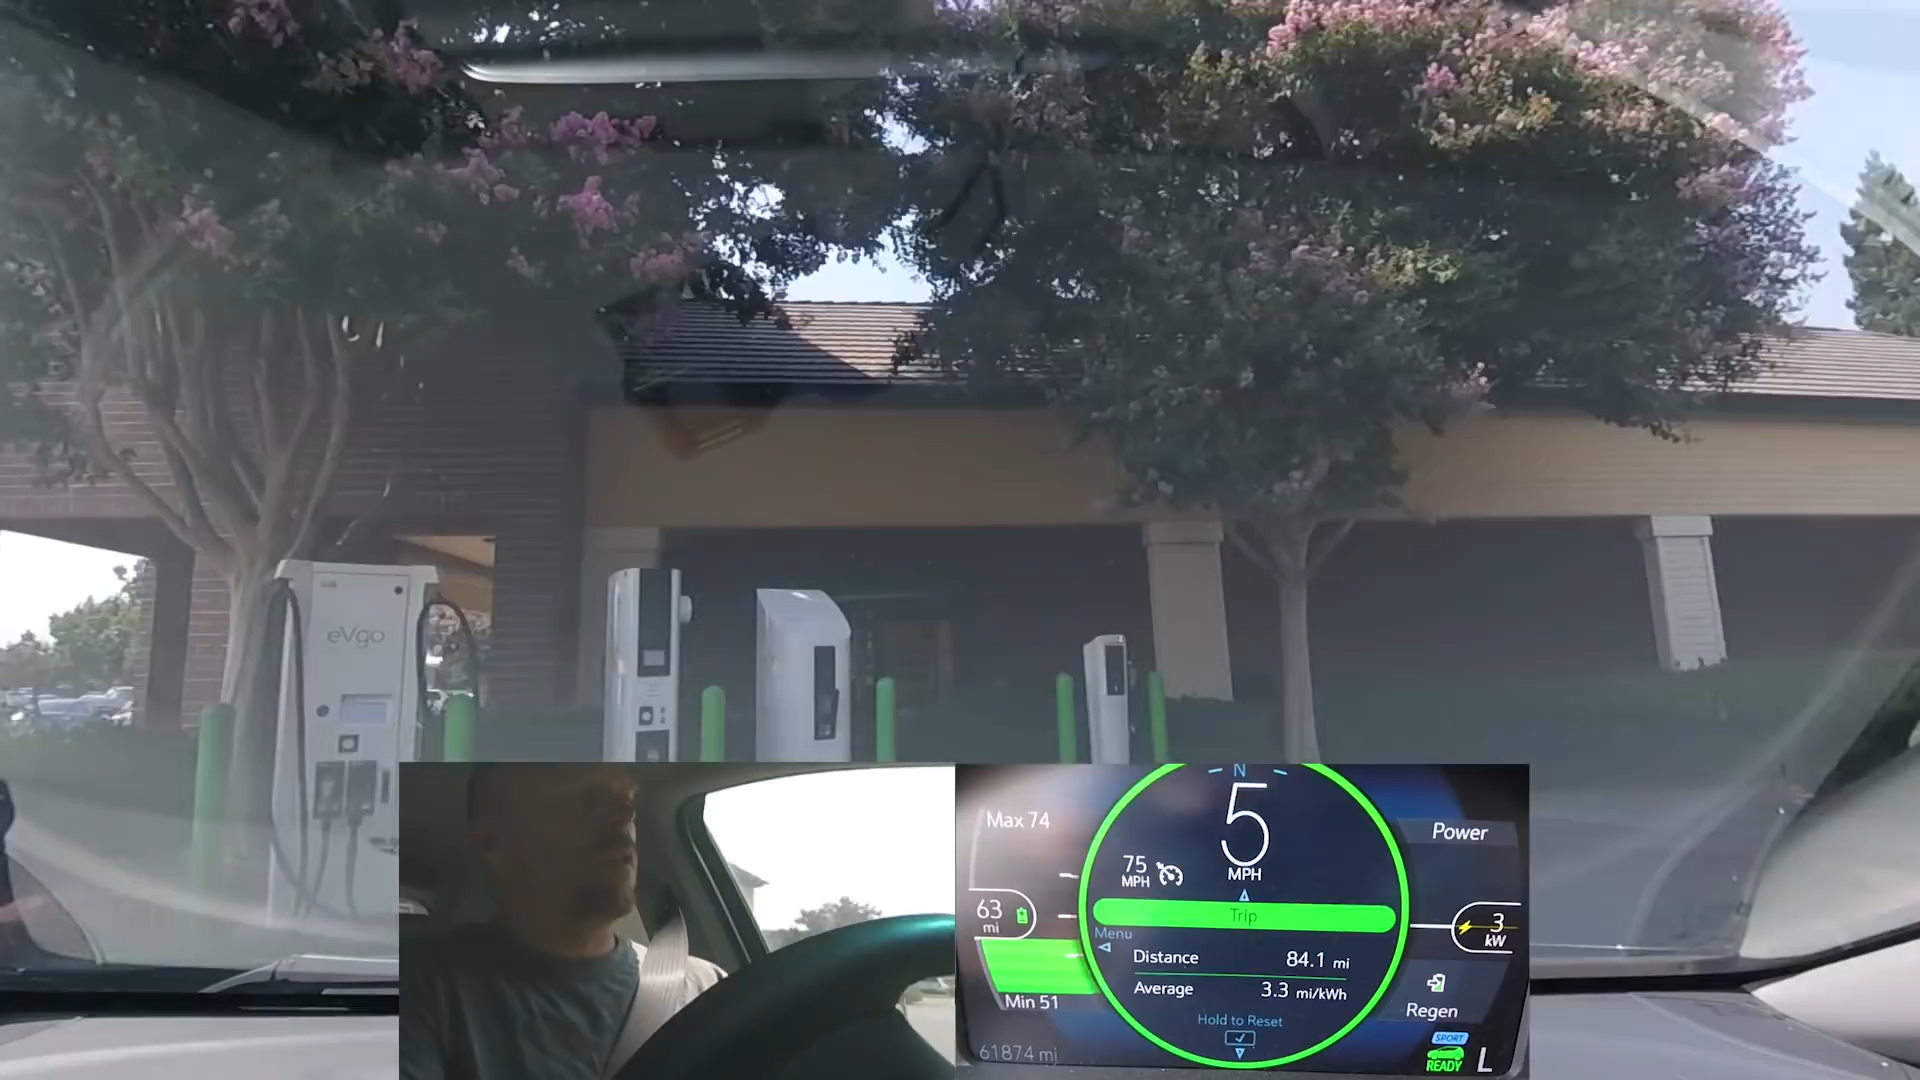 eVgo
N
5
MPH
Max 74
75
MPH
Power
63
mi
Trip
3
kW
Menu
Distance 84.1 mi
Average 3.3 mi/kWh
Min 51
Regen
Hold to Reset
SPORT
61874 mi
READY
L